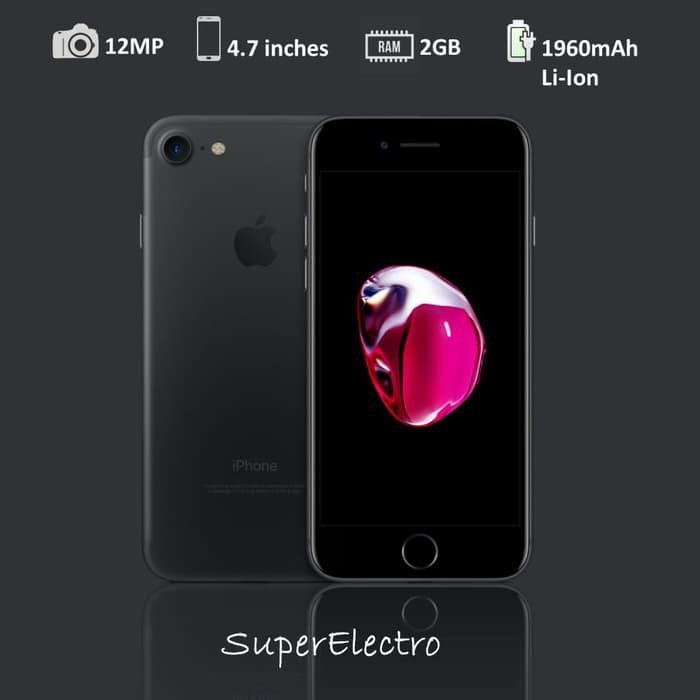 12MP
4.7 inches
RAM
2GB
1960mAh
Li-Ion
iPhone
SuperElectro